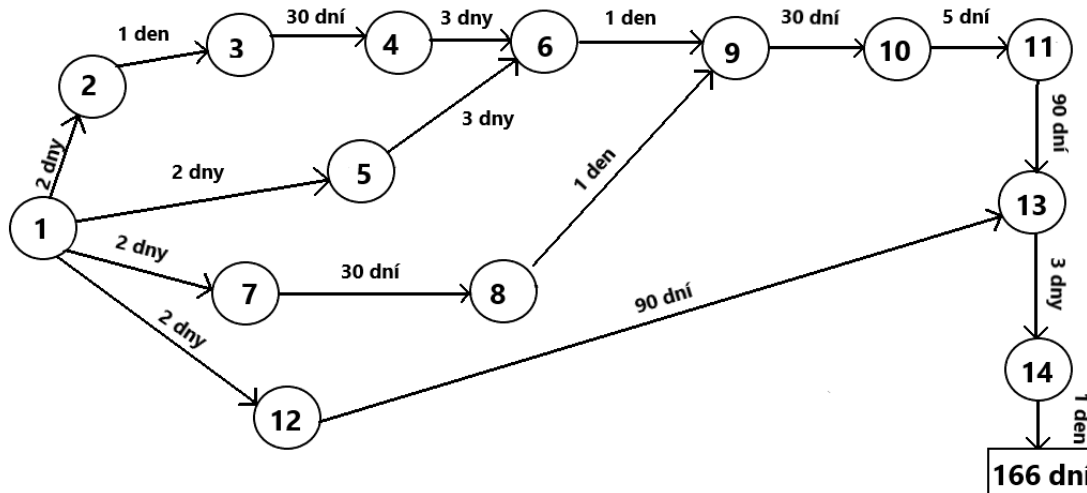 1 den
30 dní
3 dny
1 den
30 dní
5 dní
2
3
4
6
9
10
11
2 dny
2 dny
5
3 dny
1 den
90 dní
1
2 dny
7
30 dní
8
90 dní
13
2 dny
12
3 dny
14
1 den
166 dní